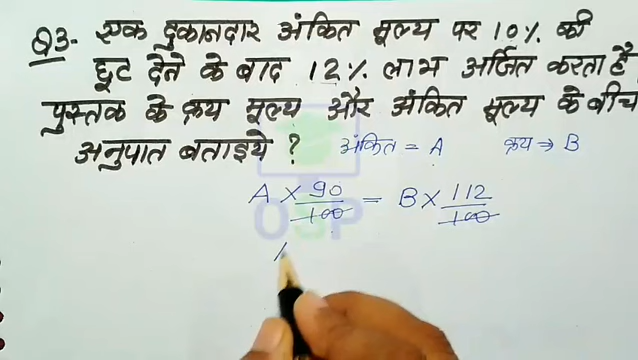 Q3- एक दुकानदार अंकित मूल्य पर 10% की
छूट देने के बाद 12% लाभ अर्जित करता है
पुस्तक के क्रय मूल्य और अंकित मूल्य के बीच
अनुपात बताइये ? अंकित = A क्रय → B
A × 90/100 = B × 112/100
OSP